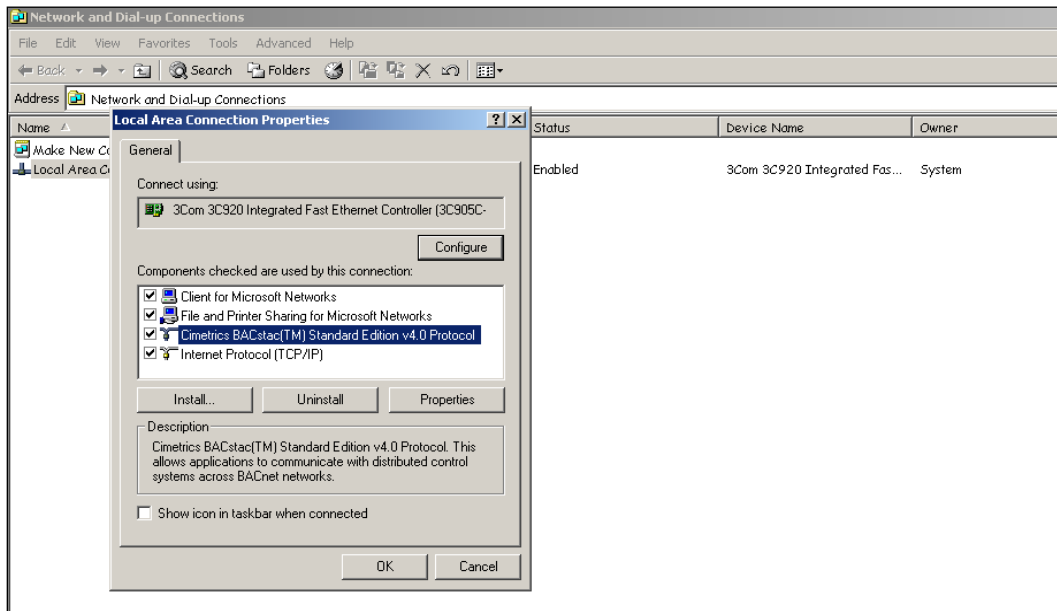 Network and Dial-up Connections
File Edit View Favorites Tools Advanced Help
Back Search Folders
Address Network and Dial-up Connections
Name Status Device Name Owner
Make New Co
Local Area Co Enabled 3Com 3C920 Integrated Fas... System
Local Area Connection Properties
General
Connect using:
3Com 3C920 Integrated Fast Ethernet Controller (3C905C-
Configure
Components checked are used by this connection:
Client for Microsoft Networks
File and Printer Sharing for Microsoft Networks
Cimetrics BACstac(TM) Standard Edition v4.0 Protocol
Internet Protocol (TCP/IP)
Install... Uninstall Properties
Description
Cimetrics BACstac(TM) Standard Edition v4.0 Protocol. This
allows applications to communicate with distributed control
systems across BACnet networks.
Show icon in taskbar when connected
OK Cancel